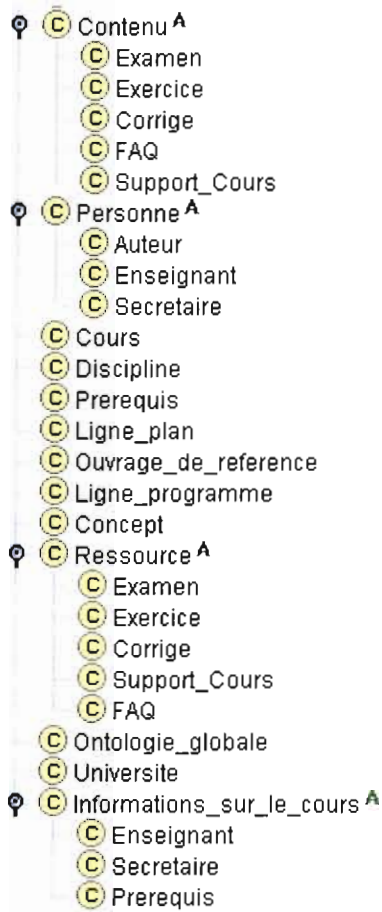 C Contenu A
C Examen
C Exercice
C Corrige
C FAQ
C Support_Cours
C Personne A
C Auteur
C Enseignant
C Secretaire
C Cours
C Discipline
C Prerequis
C Ligne_plan
C Ouvrage_de_reference
C Ligne_programme
C Concept
C Ressource A
C Examen
C Exercice
C Corrige
C Support_Cours
C FAQ
C Ontologie_globale
C Universite
C Informations_sur_le_cours A
C Enseignant
C Secretaire
C Prerequis